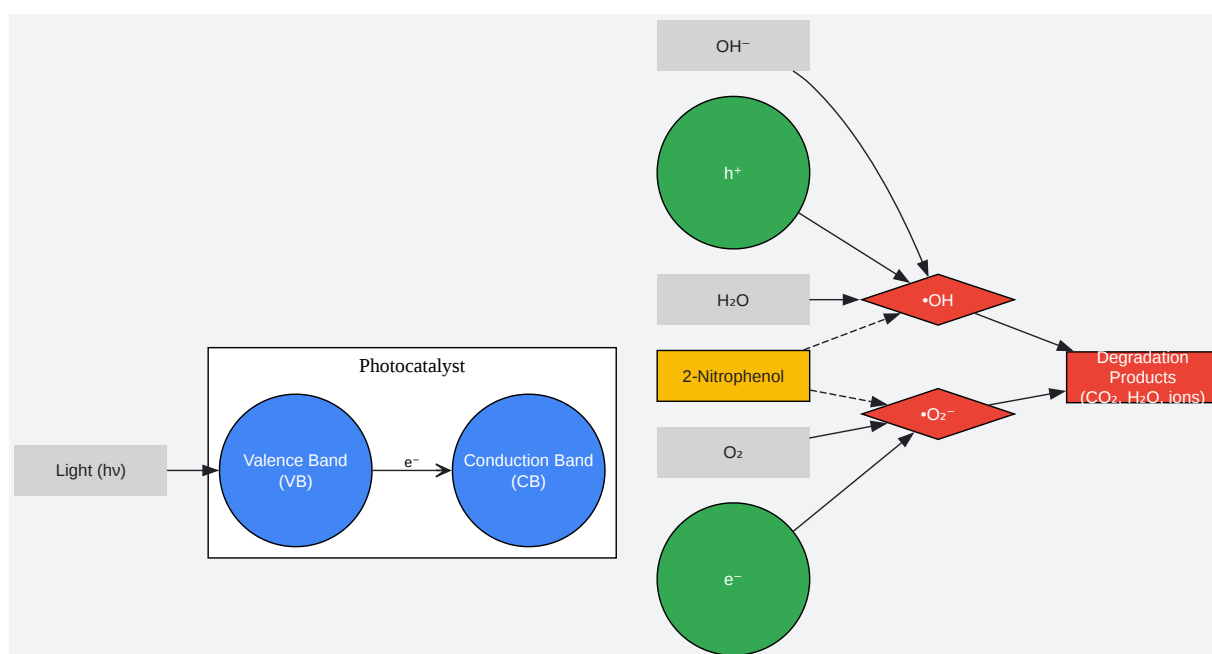 Photocatalyst
Light (hν)
Valence Band
(VB)
e⁻
Conduction Band
(CB)
OH⁻
h⁺
H₂O
2-Nitrophenol
O₂
e⁻
•OH
•O₂⁻
Degradation
Products
(CO₂, H₂O, ions)